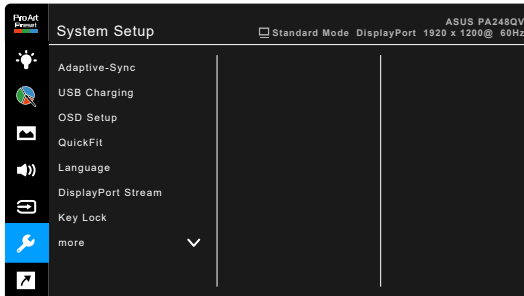 ProArt
Preset
System Setup
ASUS PA248QV
Standard Mode DisplayPort 1920 x 1200@ 60Hz
Adaptive-Sync
USB Charging
OSD Setup
QuickFit
Language
DisplayPort Stream
Key Lock
more